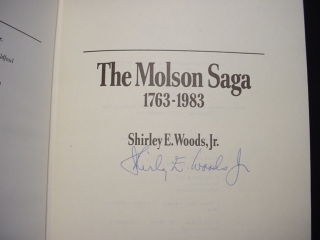 The Molson Saga
1763-1983
Shirley E. Woods, Jr.
Shirley E Woods Jr